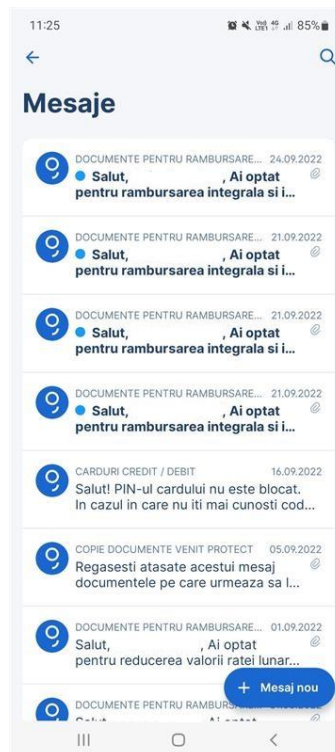 11:25
Vo)) LTE1 4G 85%
Mesaje
DOCUMENTE PENTRU RAMBURSARE... 24.09.2022
Salut, , Ai optat
pentru rambursarea integrala si i...
DOCUMENTE PENTRU RAMBURSARE... 21.09.2022
Salut, , Ai optat
pentru rambursarea integrala si i...
DOCUMENTE PENTRU RAMBURSARE... 21.09.2022
Salut, , Ai optat
pentru rambursarea integrala si i...
DOCUMENTE PENTRU RAMBURSARE... 21.09.2022
Salut, , Ai optat
pentru rambursarea integrala si i...
CARDURI CREDIT / DEBIT 16.09.2022
Salut! PIN-ul cardului nu este blocat.
In cazul in care nu iti mai cunosti cod...
COPIE DOCUMENTE VENIT PROTECT 05.09.2022
Regasesti atasate acestui mesaj
documentele pe care urmeaza sa l...
DOCUMENTE PENTRU RAMBURSARE... 01.09.2022
Salut, , Ai optat
pentru reducerea valorii ratei lunar...
DOCUMENTE PENTRU
+ Mesaj nou